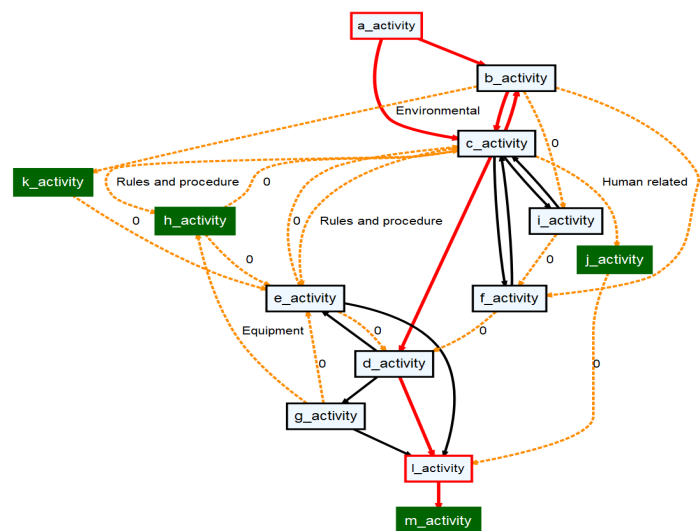 a_activity
b_activity
Environmental
0
c_activity
k_activity
Rules and procedure
0
Human related
h_activity
0
0
Rules and procedure
i_activity
j_activity
0
0
e_activity
f_activity
Equipment
0
0
0
d_activity
0
g_activity
l_activity
m_activity